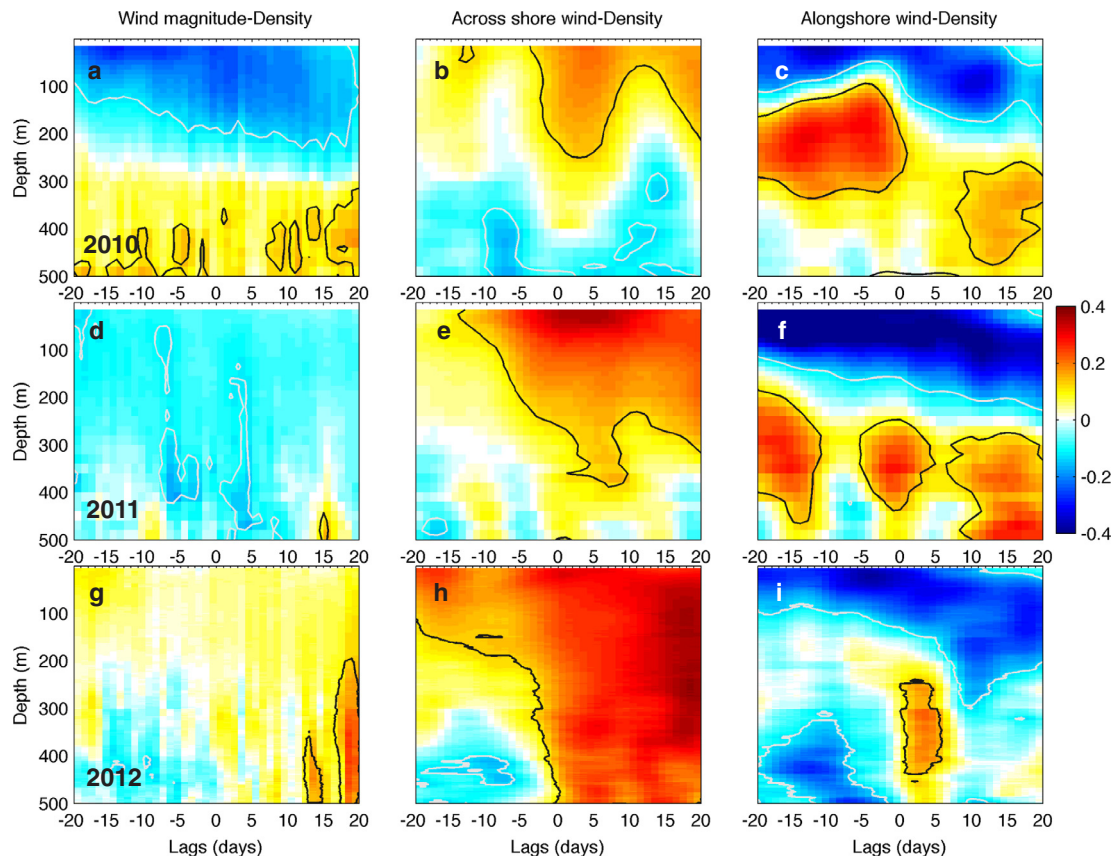 Wind magnitude-Density Across shore wind-Density Alongshore wind-Density
a b c
Depth (m)
100
200
300
400
500
2010
-20 -15 -10 -5 0 5 10 15 20
-20 -15 -10 -5 0 5 10 15 20
-20 -15 -10 -5 0 5 10 15 20
d e f
Depth (m)
100
200
300
400
500
2011
-20 -15 -10 -5 0 5 10 15 20
-20 -15 -10 -5 0 5 10 15 20
-20 -15 -10 -5 0 5 10 15 20
0.4
0.2
0
-0.2
-0.4
g h i
Depth (m)
100
200
300
400
500
2012
-20 -15 -10 -5 0 5 10 15 20
-20 -15 -10 -5 0 5 10 15 20
-20 -15 -10 -5 0 5 10 15 20
Lags (days) Lags (days) Lags (days)